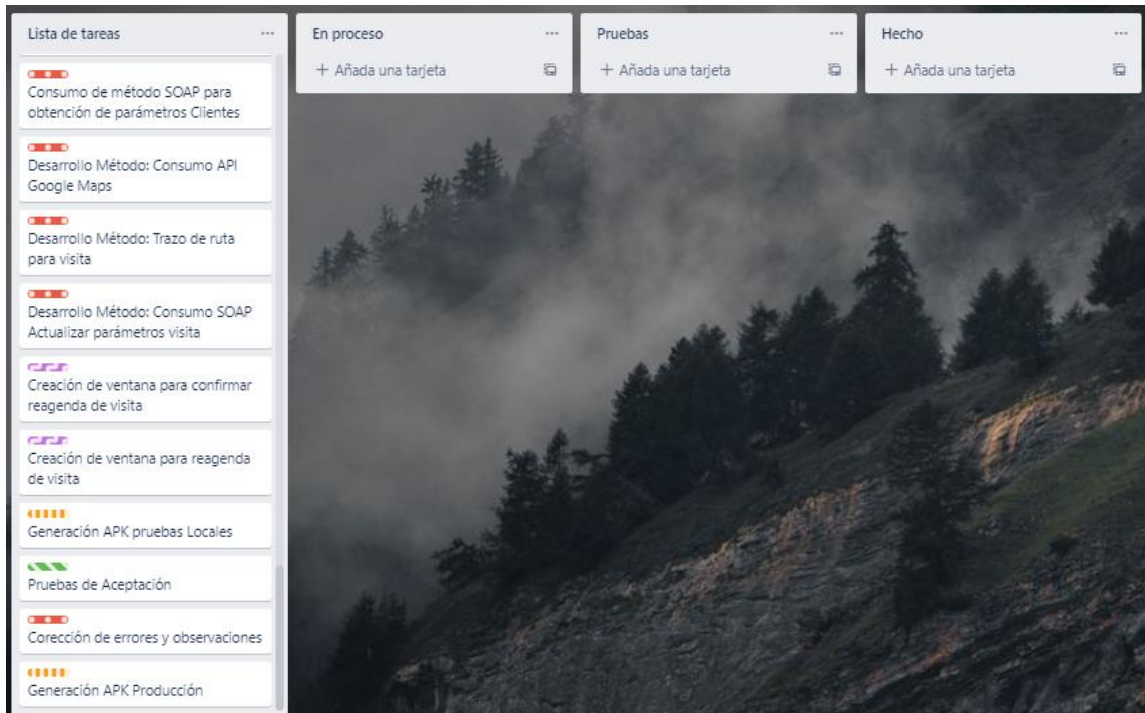 Lista de tareas
Consumo de método SOAP para
obtención de parámetros Clientes
Desarrollo Método: Consumo API
Google Maps
Desarrollo Método: Trazo de ruta
para visita
Desarrollo Método: Consumo SOAP
Actualizar parámetros visita
Creación de ventana para confirmar
reagenda de visita
Creación de ventana para reagenda
de visita
Generación APK pruebas Locales
Pruebas de Aceptación
Corección de errores y observaciones
Generación APK Producción
En proceso
+ Añada una tarjeta
Pruebas
+ Añada una tarjeta
Hecho
+ Añada una tarjeta